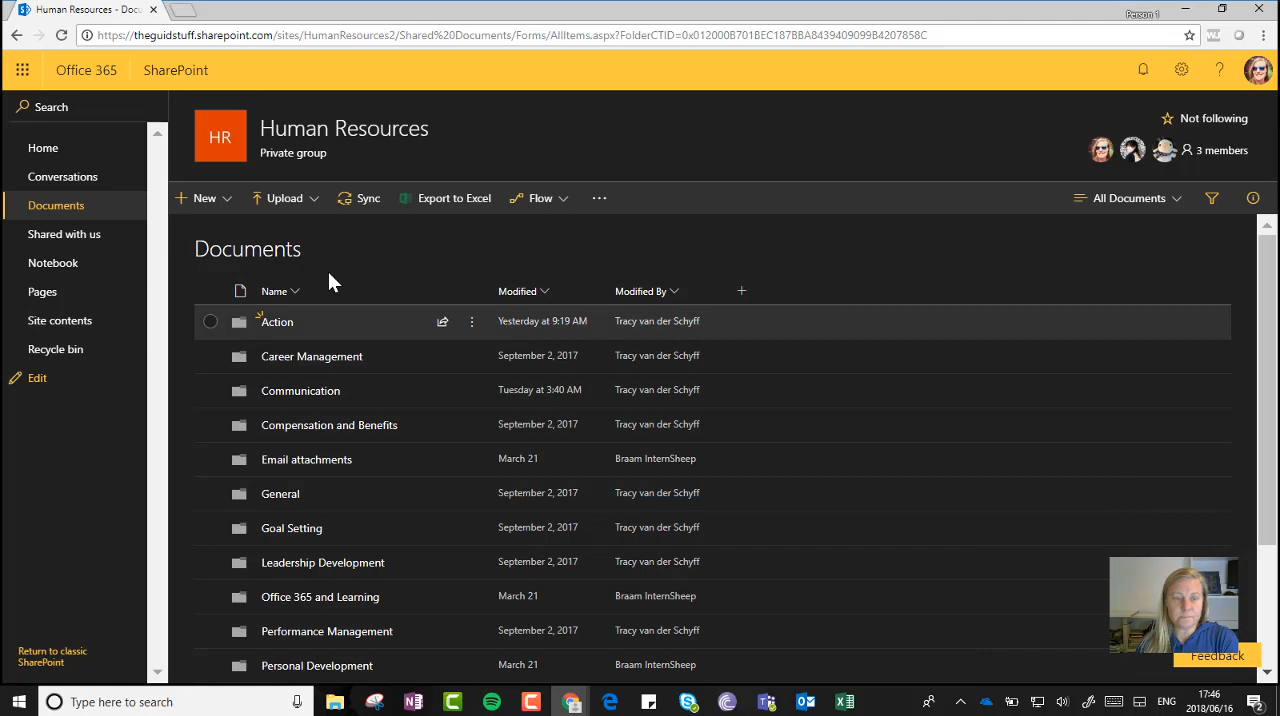 Human Resources - Docu
Person 1
https://theguidstuff.sharepoint.com/sites/HumanResources2/Shared%20Documents/Forms/AllItems.aspx?FolderCTID=0x012000B701BEC187BBA8439409099B4207858C
Office 365 SharePoint
Search
Home
Conversations
Documents
Shared with us
Notebook
Pages
Site contents
Recycle bin
Edit
Return to classic
SharePoint
HR
Human Resources
Private group
Not following
3 members
New Upload Sync Export to Excel Flow ... All Documents
Documents
Name Modified Modified By +
Action Yesterday at 9:19 AM Tracy van der Schyff
Career Management September 2, 2017 Tracy van der Schyff
Communication Tuesday at 3:40 AM Tracy van der Schyff
Compensation and Benefits September 2, 2017 Tracy van der Schyff
Email attachments March 21 Braam InternSheep
General September 2, 2017 Tracy van der Schyff
Goal Setting September 2, 2017 Tracy van der Schyff
Leadership Development September 2, 2017 Tracy van der Schyff
Office 365 and Learning March 21 Braam InternSheep
Performance Management September 2, 2017 Tracy van der Schyff
Personal Development March 21 Braam InternSheep
Feedback
Type here to search
ENG
17:46
2018/06/16
2